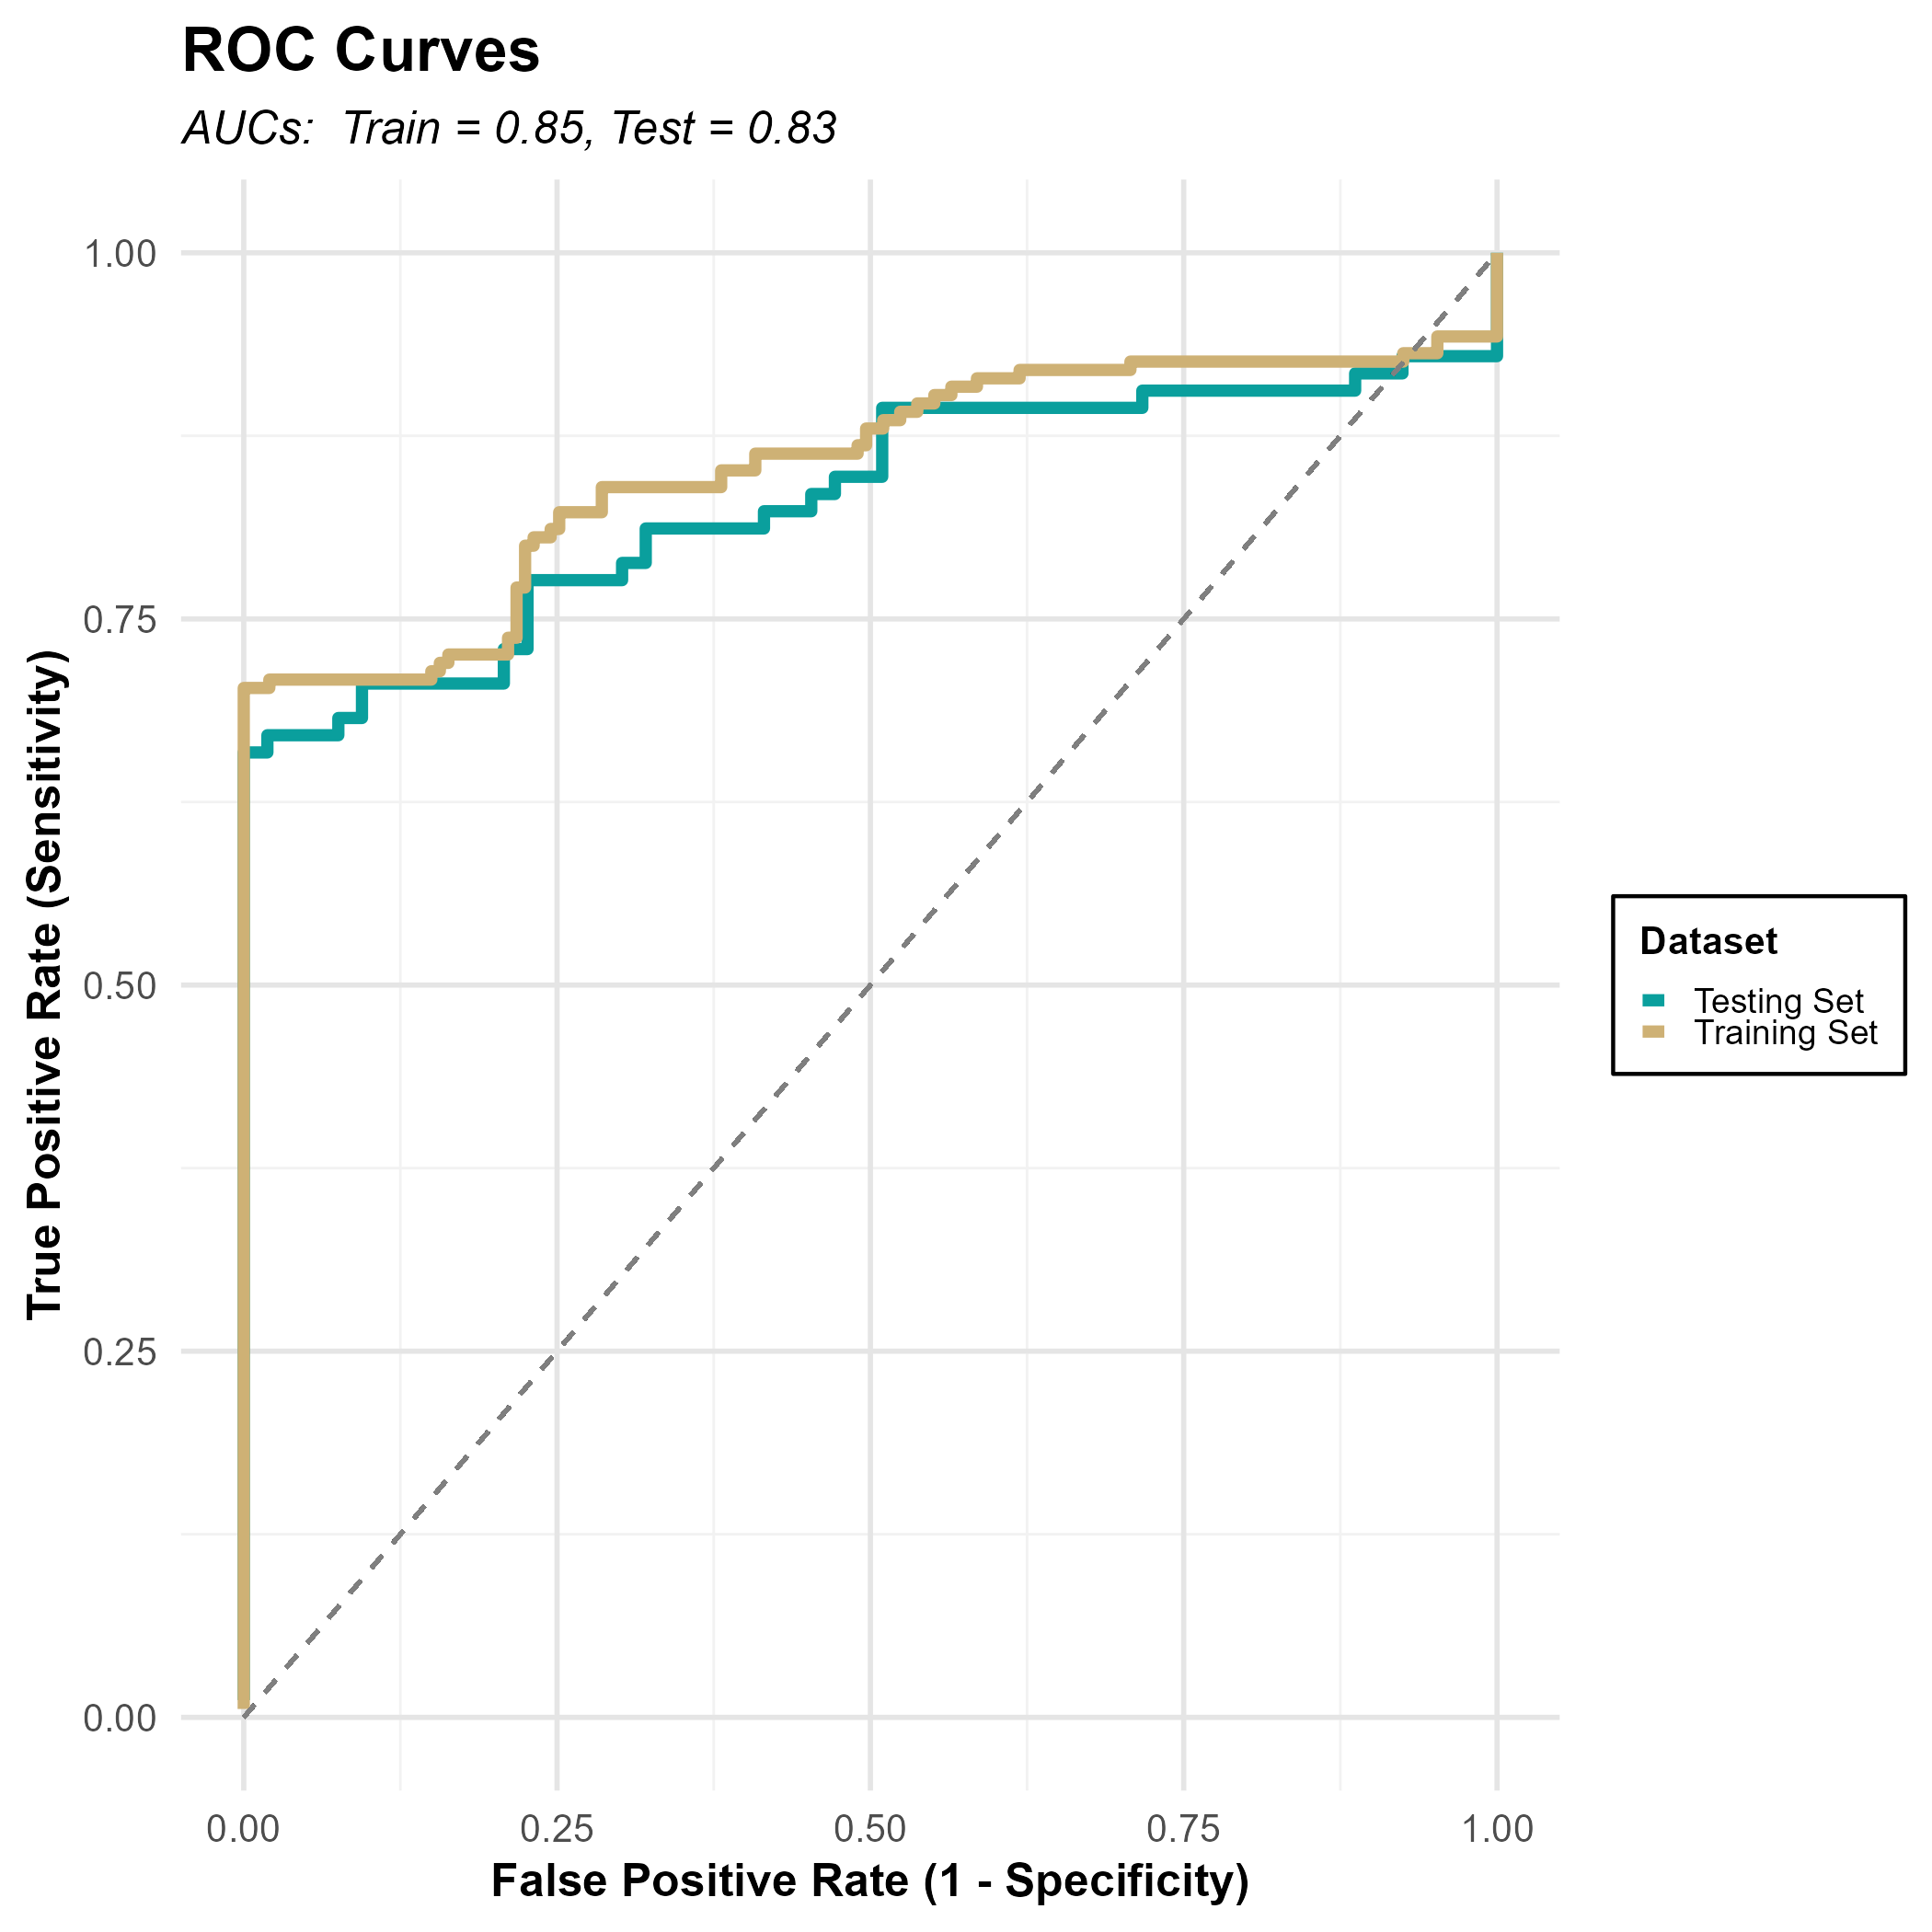 ROC Curves
AUCs:  Train = 0.85, Test = 0.83
True Positive Rate (Sensitivity)
1.00
0.75
0.50
0.25
0.00
0.00
0.25
0.50
0.75
1.00
False Positive Rate (1 - Specificity)
Dataset
Testing Set
Training Set